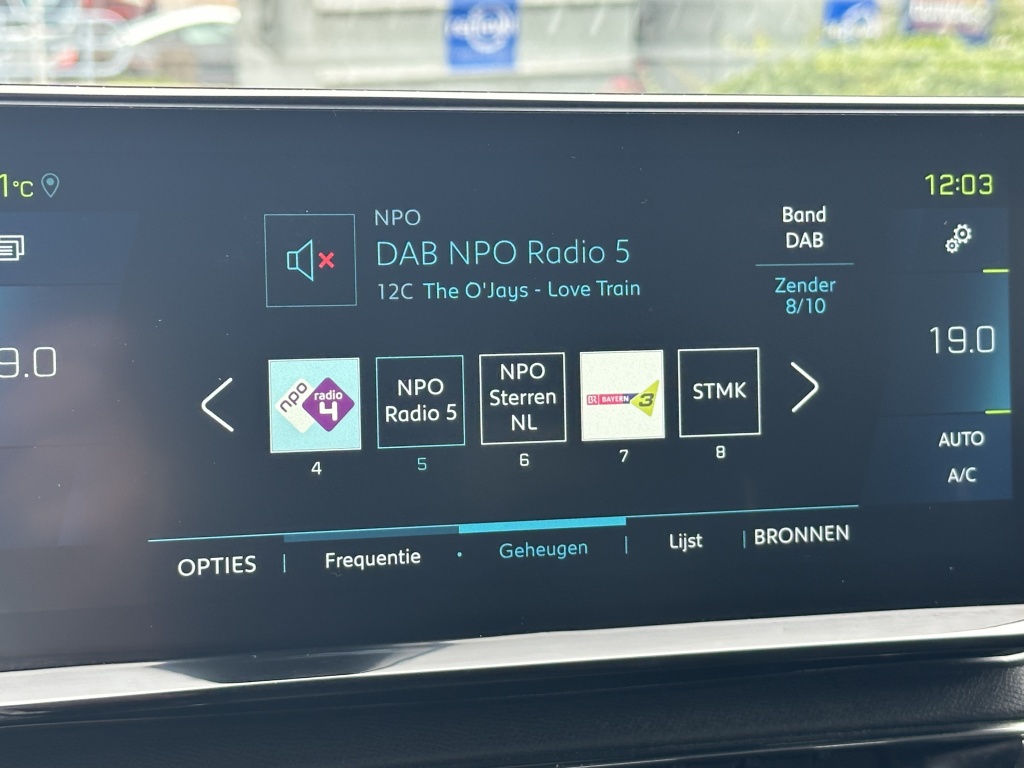 1°C
12:03
NPO
DAB NPO Radio 5
12C The O'Jays - Love Train
Band
DAB
Zender
8/10
9.0
19.0
npo radio 4
NPO
Radio 5
NPO
Sterren
NL
BR BAYERN 3
STMK
4
5
6
7
8
AUTO
A/C
OPTIES
Frequentie
Geheugen
Lijst
BRONNEN